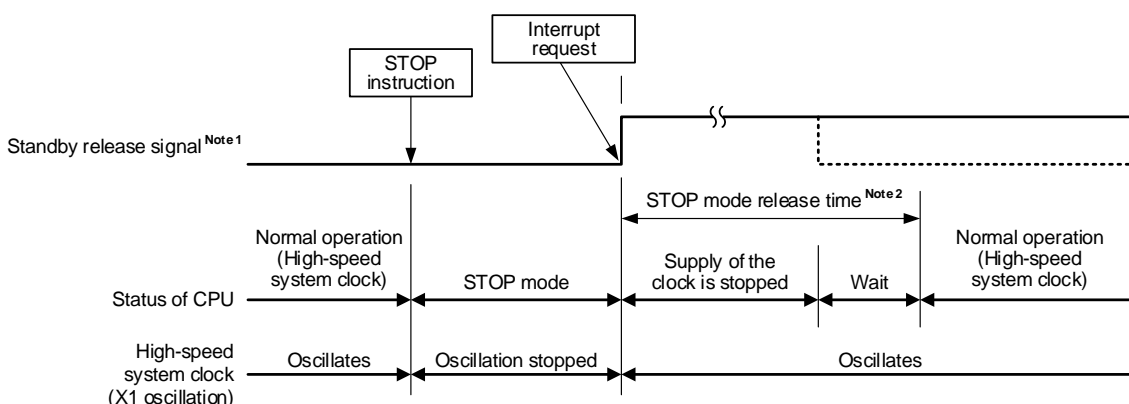 Interrupt
request
STOP
instruction
Standby release signal Note 1
STOP mode release time Note 2
Normal operation
(High-speed
system clock)
Supply of the
clock is stopped
Normal operation
(High-speed
system clock)
Status of CPU
STOP mode
Wait
High-speed
system clock
(X1 oscillation)
Oscillates
Oscillation stopped
Oscillates